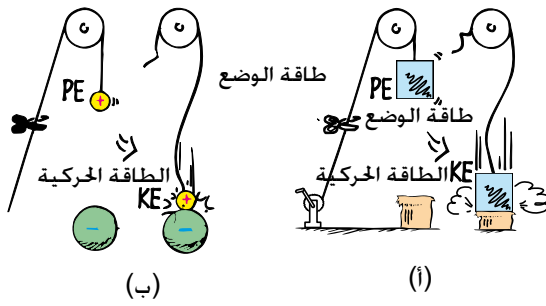 PE
طاقة الوضع
الطاقة الحركية KE
(أ)
PE
طاقة الوضع
الطاقة الحركية
KE
+
+
−
−
(ب)